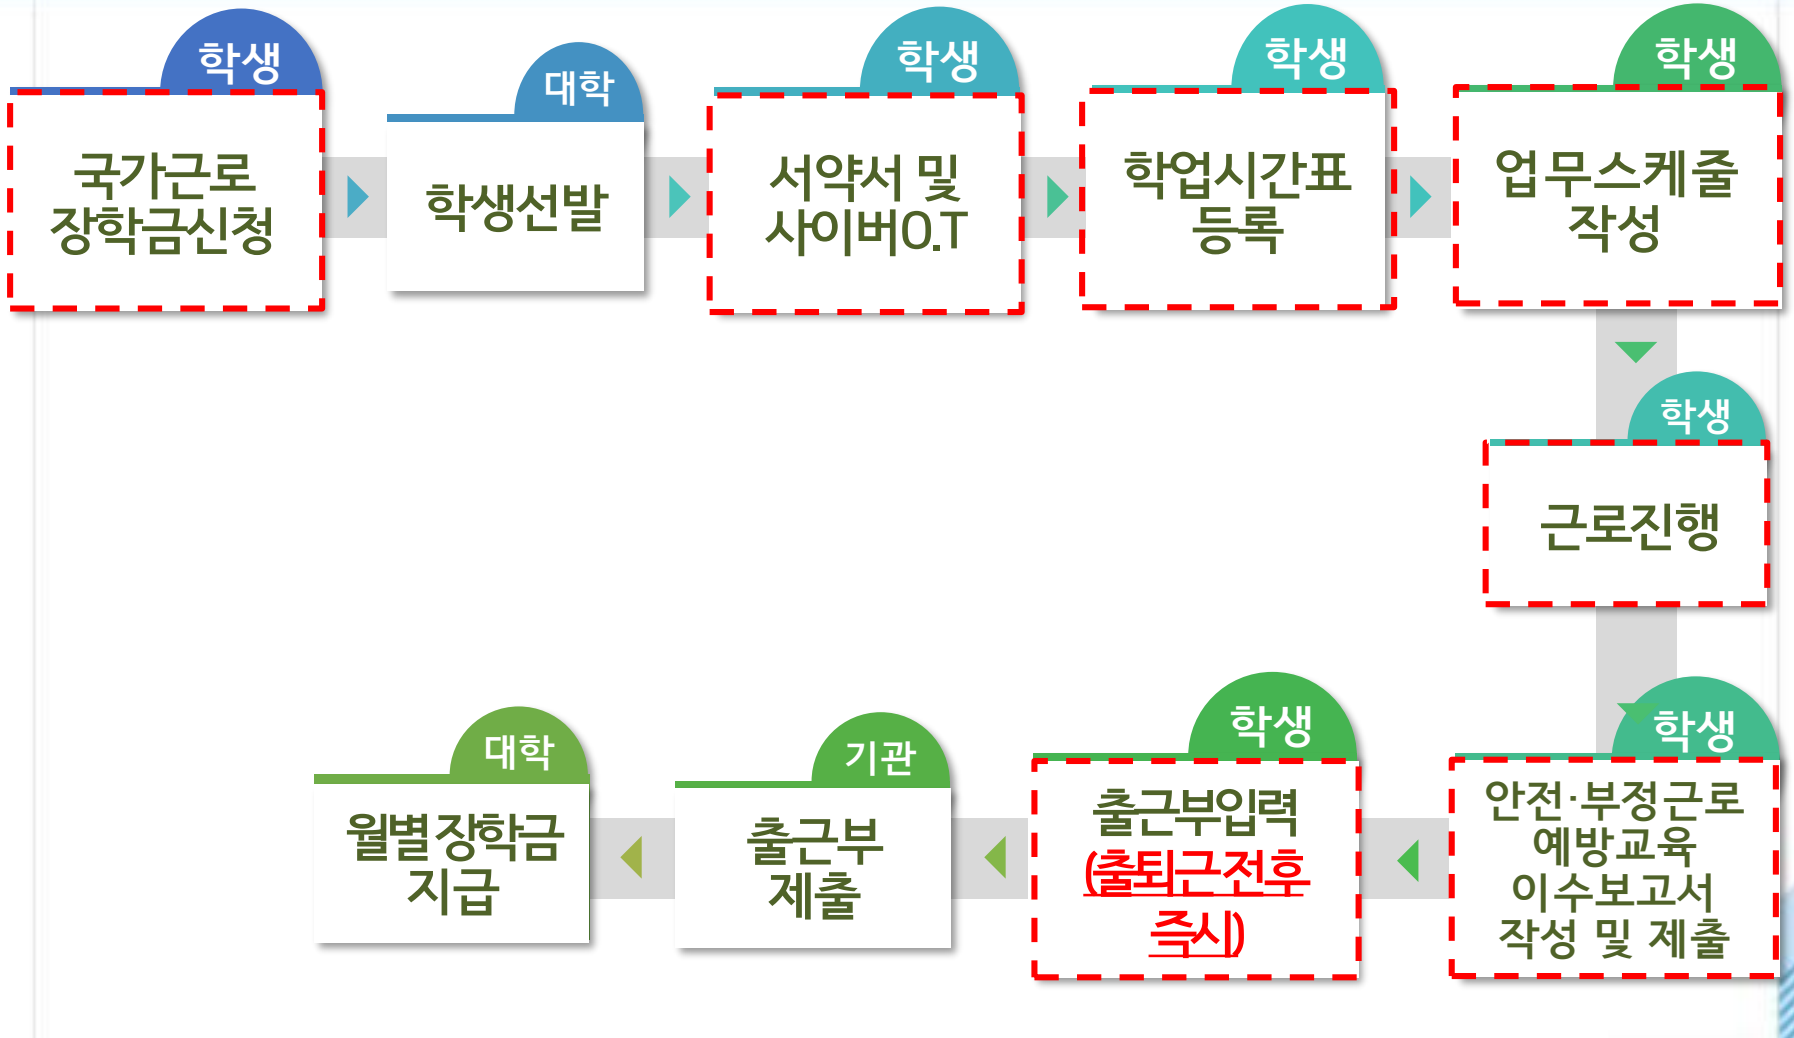 학생
국가근로
장학금신청
대학
학생선발
학생
서약서 및
사이버O.T
학생
학업시간표
등록
학생
업무스케줄
작성
학생
근로진행
학생
안전·부정근로
예방교육
이수보고서
작성 및 제출
학생
출근부입력
(출퇴근전후
즉시)
기관
출근부
제출
대학
월별장학금
지급